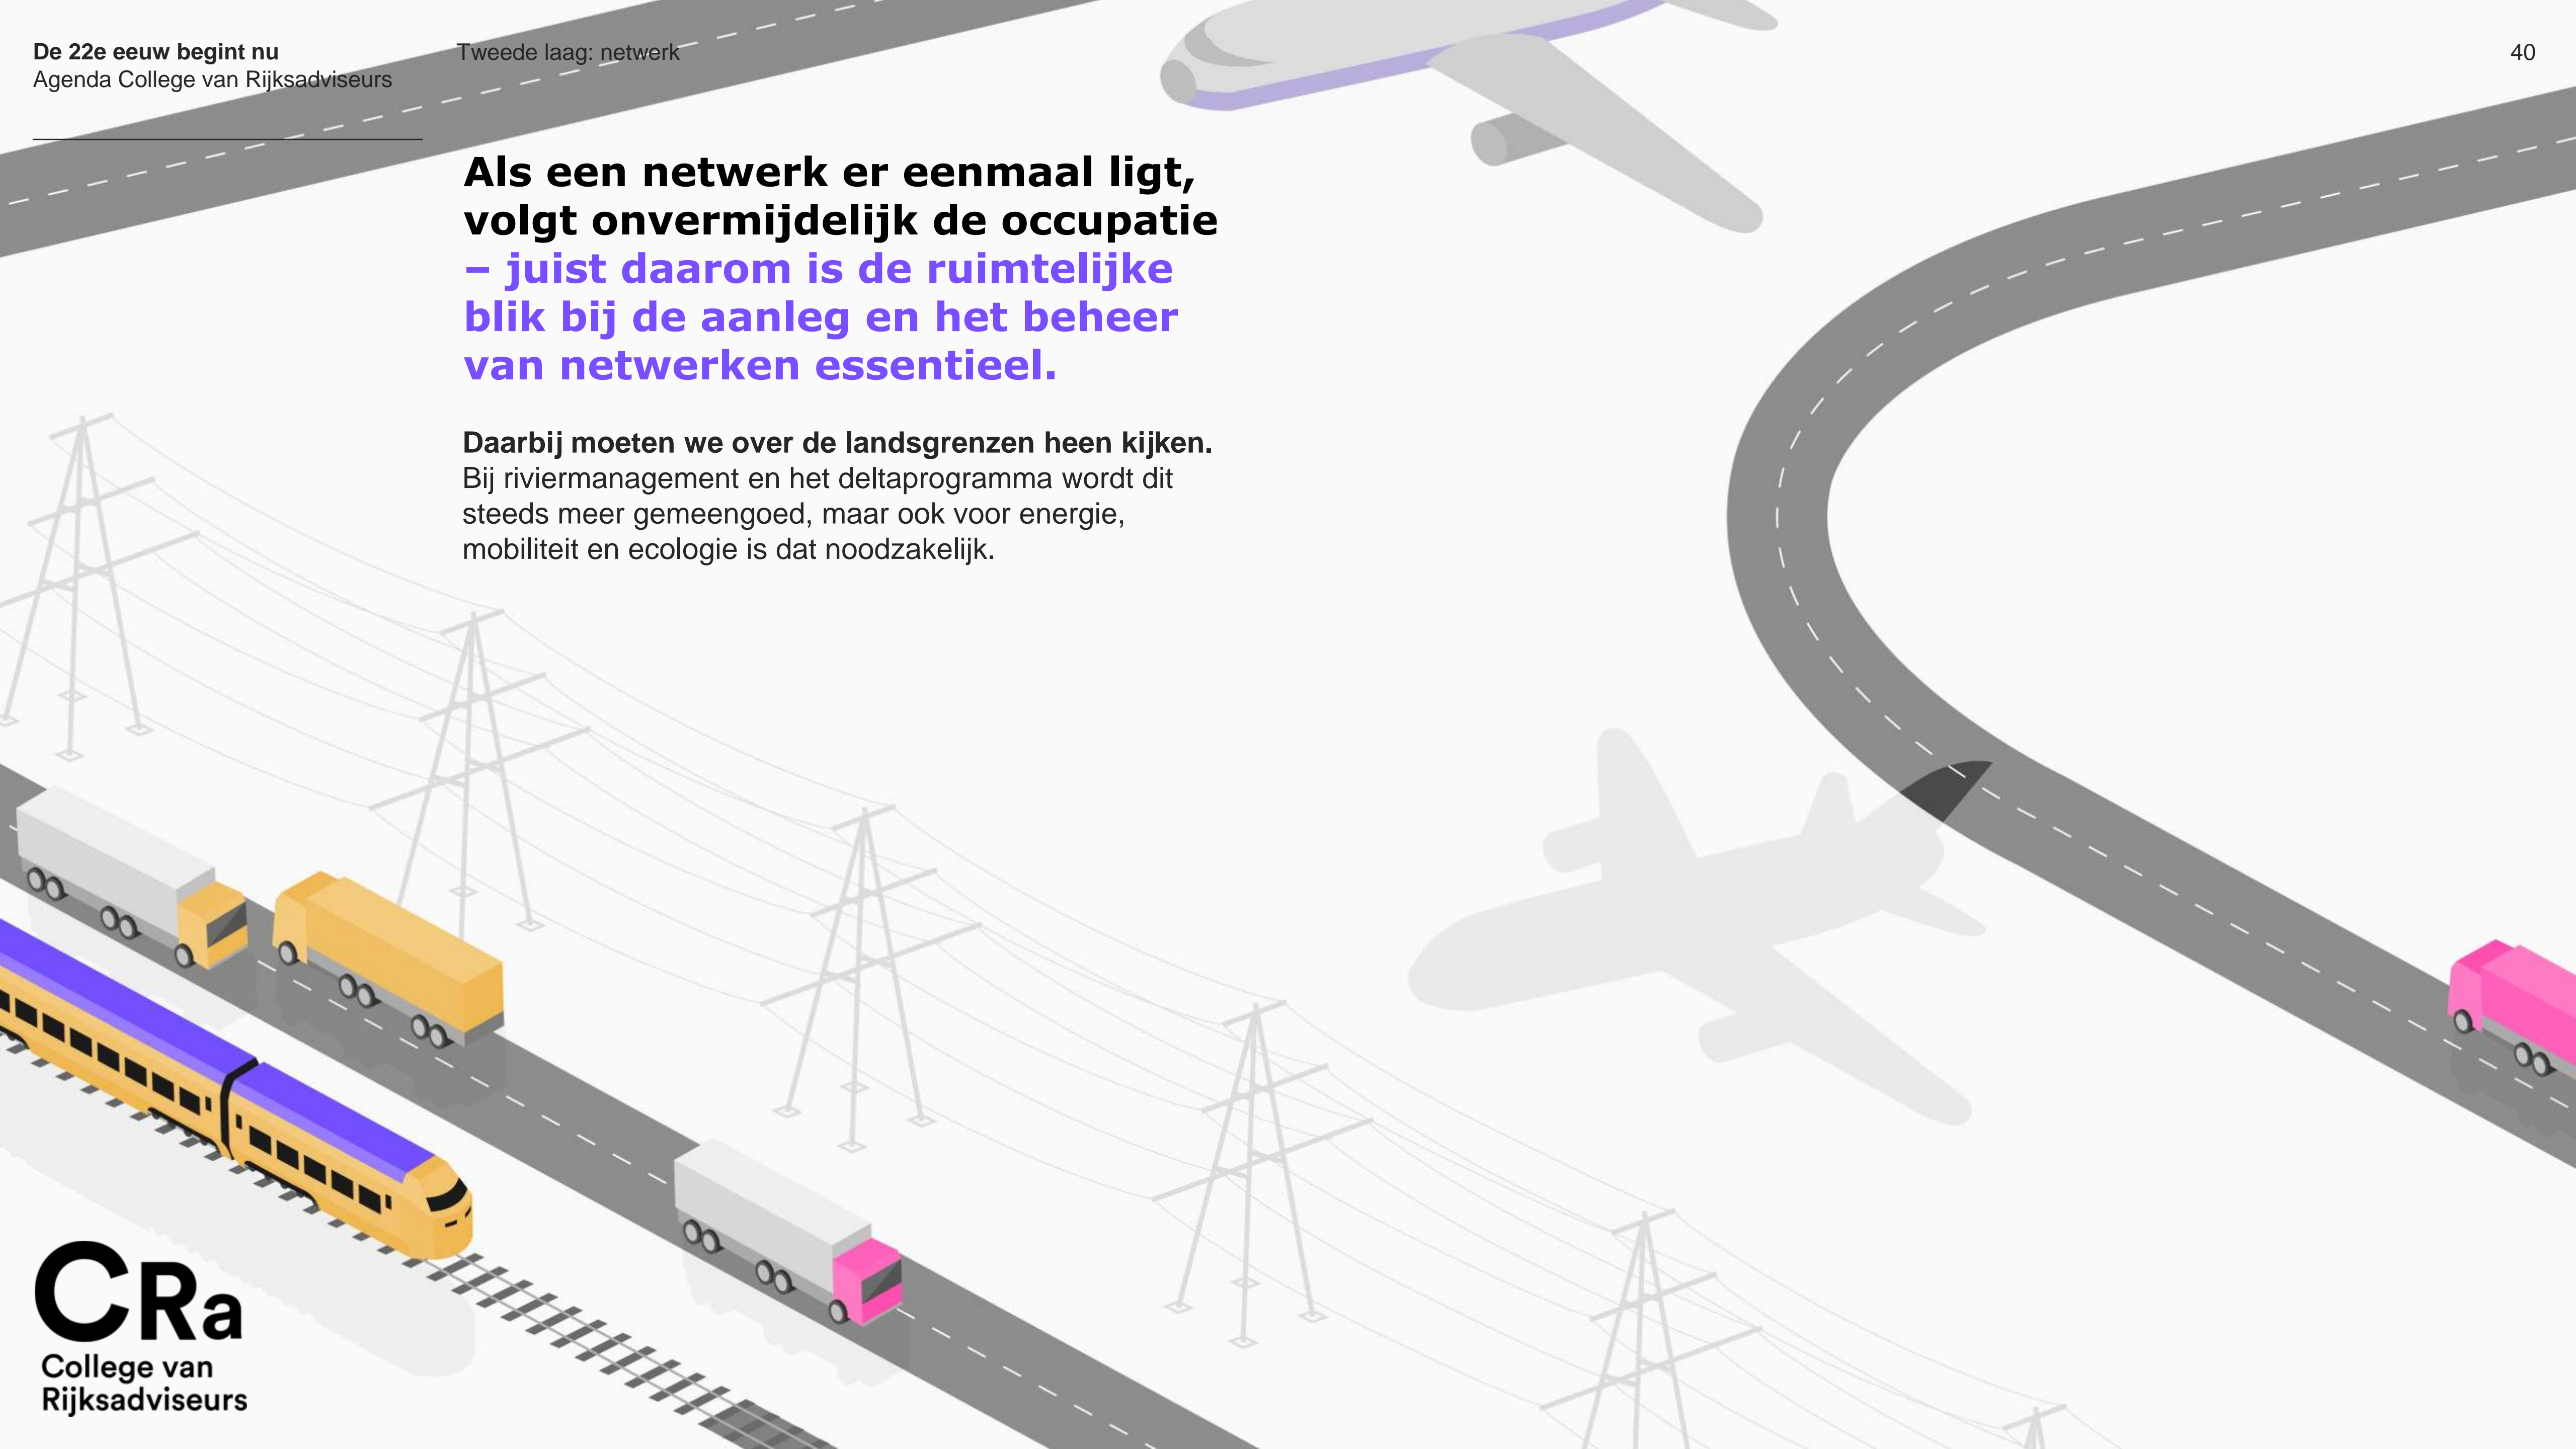 De 22e eeuw begint nu
Agenda College van Rijksadviseurs
Tweede laag: netwerk
40
Als een netwerk er eenmaal ligt,
volgt onvermijdelijk de occupatie
– juist daarom is de ruimtelijke
blik bij de aanleg en het beheer
van netwerken essentieel.
Daarbij moeten we over de landsgrenzen heen kijken.
Bij riviermanagement en het deltaprogramma wordt dit
steeds meer gemeengoed, maar ook voor energie,
mobiliteit en ecologie is dat noodzakelijk.
CRa
College van
Rijksadviseurs